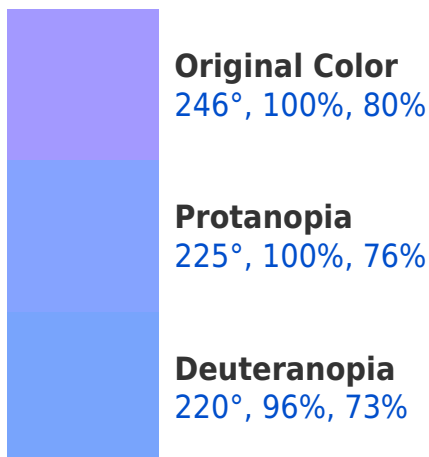 Original Color
246°, 100%, 80%
Protanopia
225°, 100%, 76%
Deuteranopia
220°, 96%, 73%